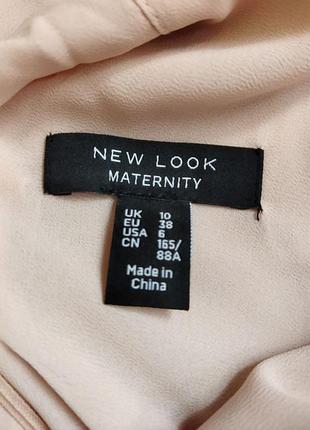 NEW LOOK
MATERNITY
UK 10
EU 38
USA 6
CN 165/
88A
Made in
China